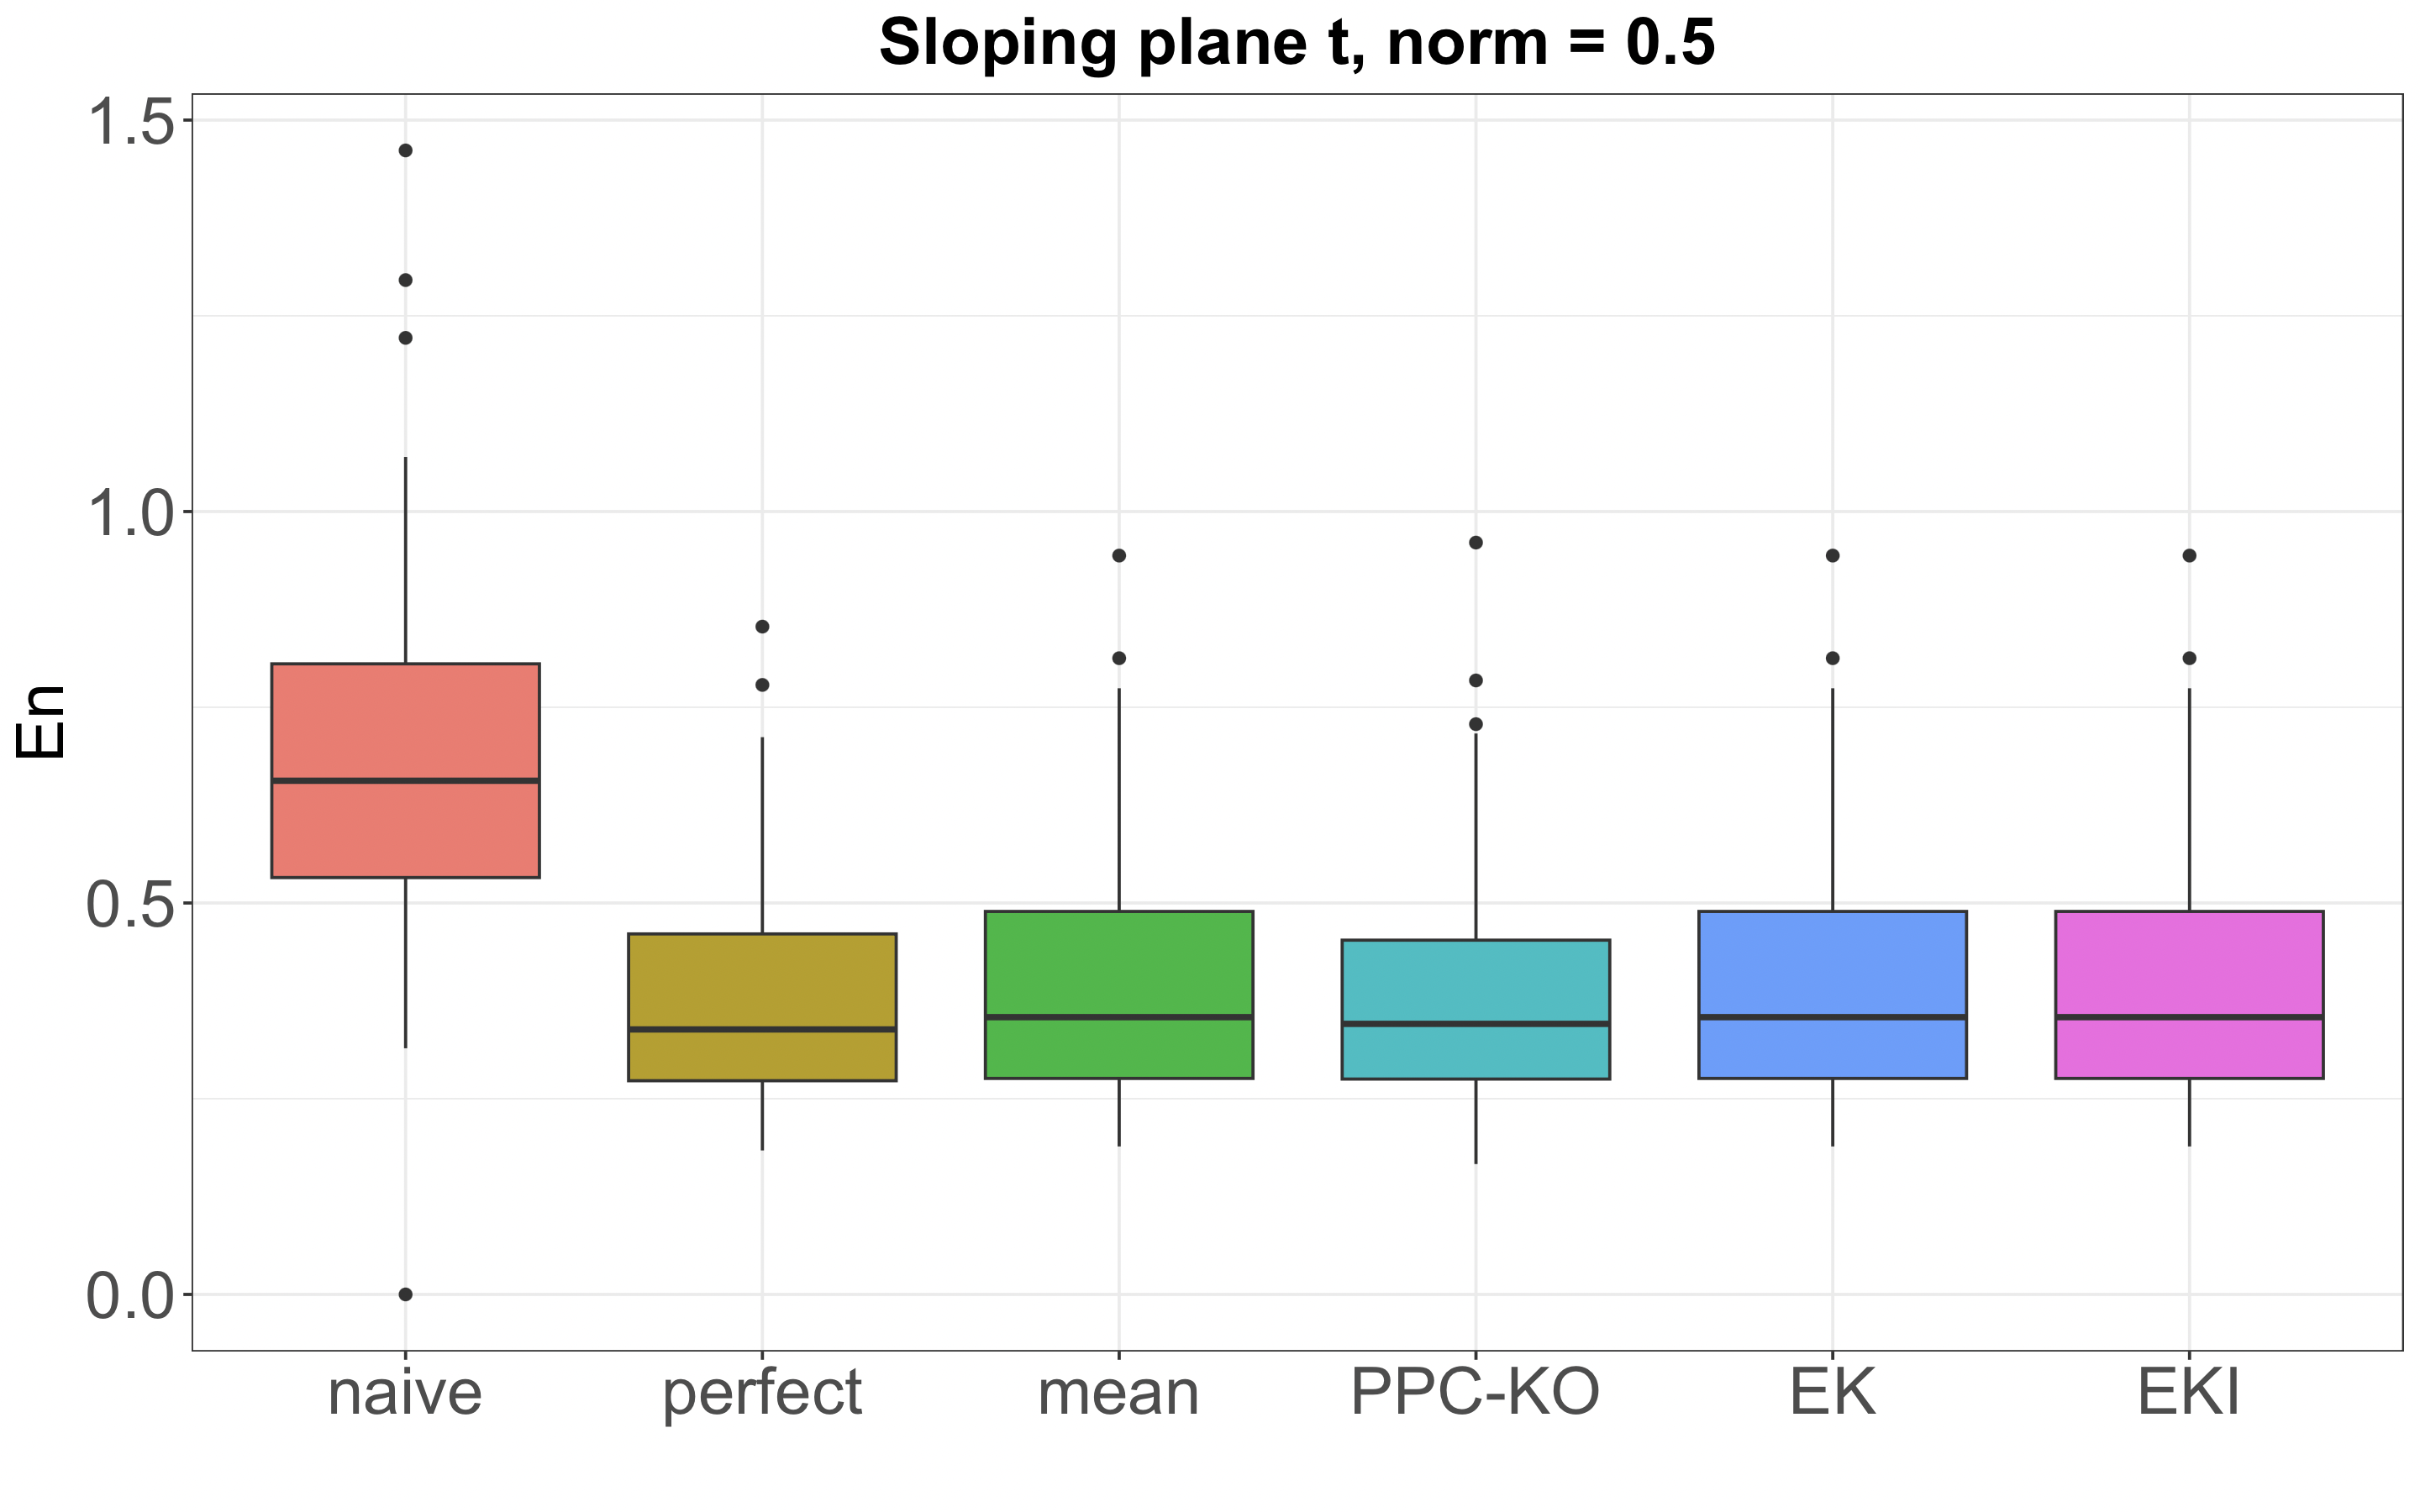 Sloping plane t, norm = 0.5
1.5
1.0
0.5
0.0
En
naive perfect mean PPC-KO EK EKI